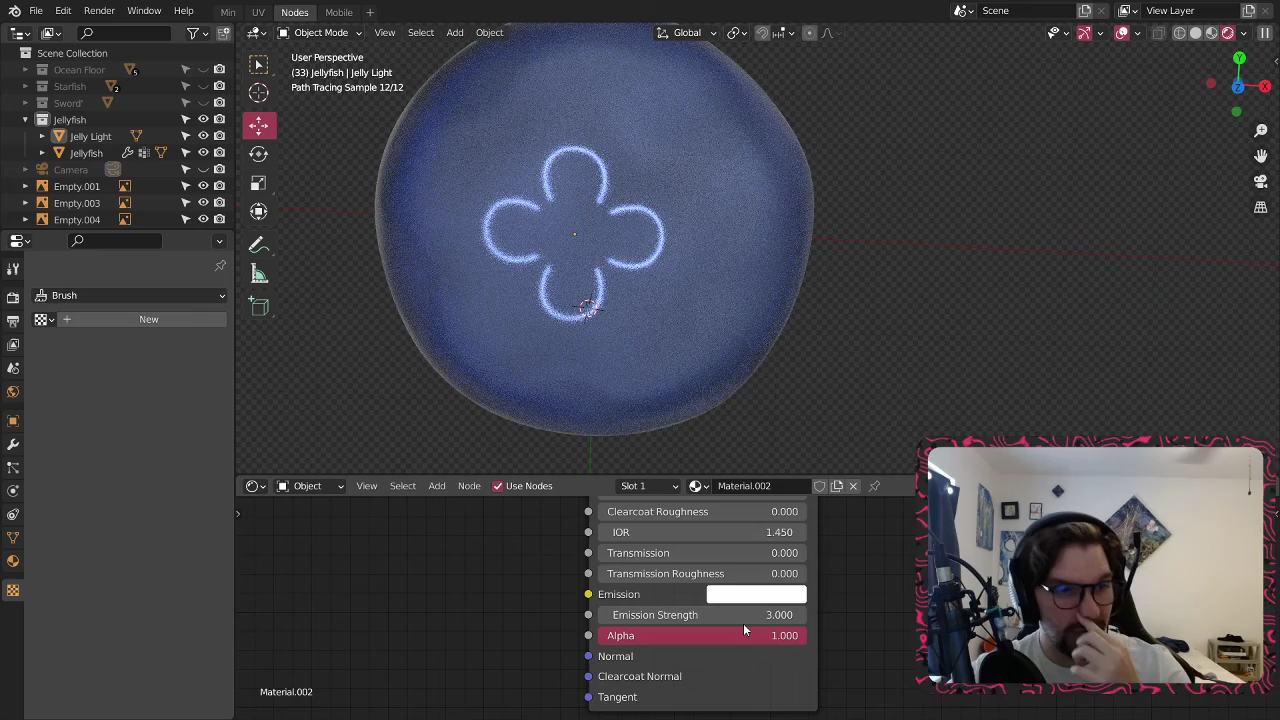 File Edit Render Window Help
Min UV Nodes Mobile +
Scene
View Layer
Object Mode View Select Add Object
Global
Scene Collection
Ocean Floor 5
Starfish 2
Sword'
Jellyfish
Jelly Light
Jellyfish
Camera
Empty.001
Empty.003
Empty.004
User Perspective
(33) Jellyfish | Jelly Light
Path Tracing Sample 12/12
Y
X
Z
Brush
+ New
Object View Select Add Node Use Nodes Slot 1 Material.002
Clearcoat Roughness 0.000
IOR 1.450
Transmission 0.000
Transmission Roughness 0.000
Emission
Emission Strength 3.000
Alpha 1.000
Normal
Clearcoat Normal
Tangent
Material.002